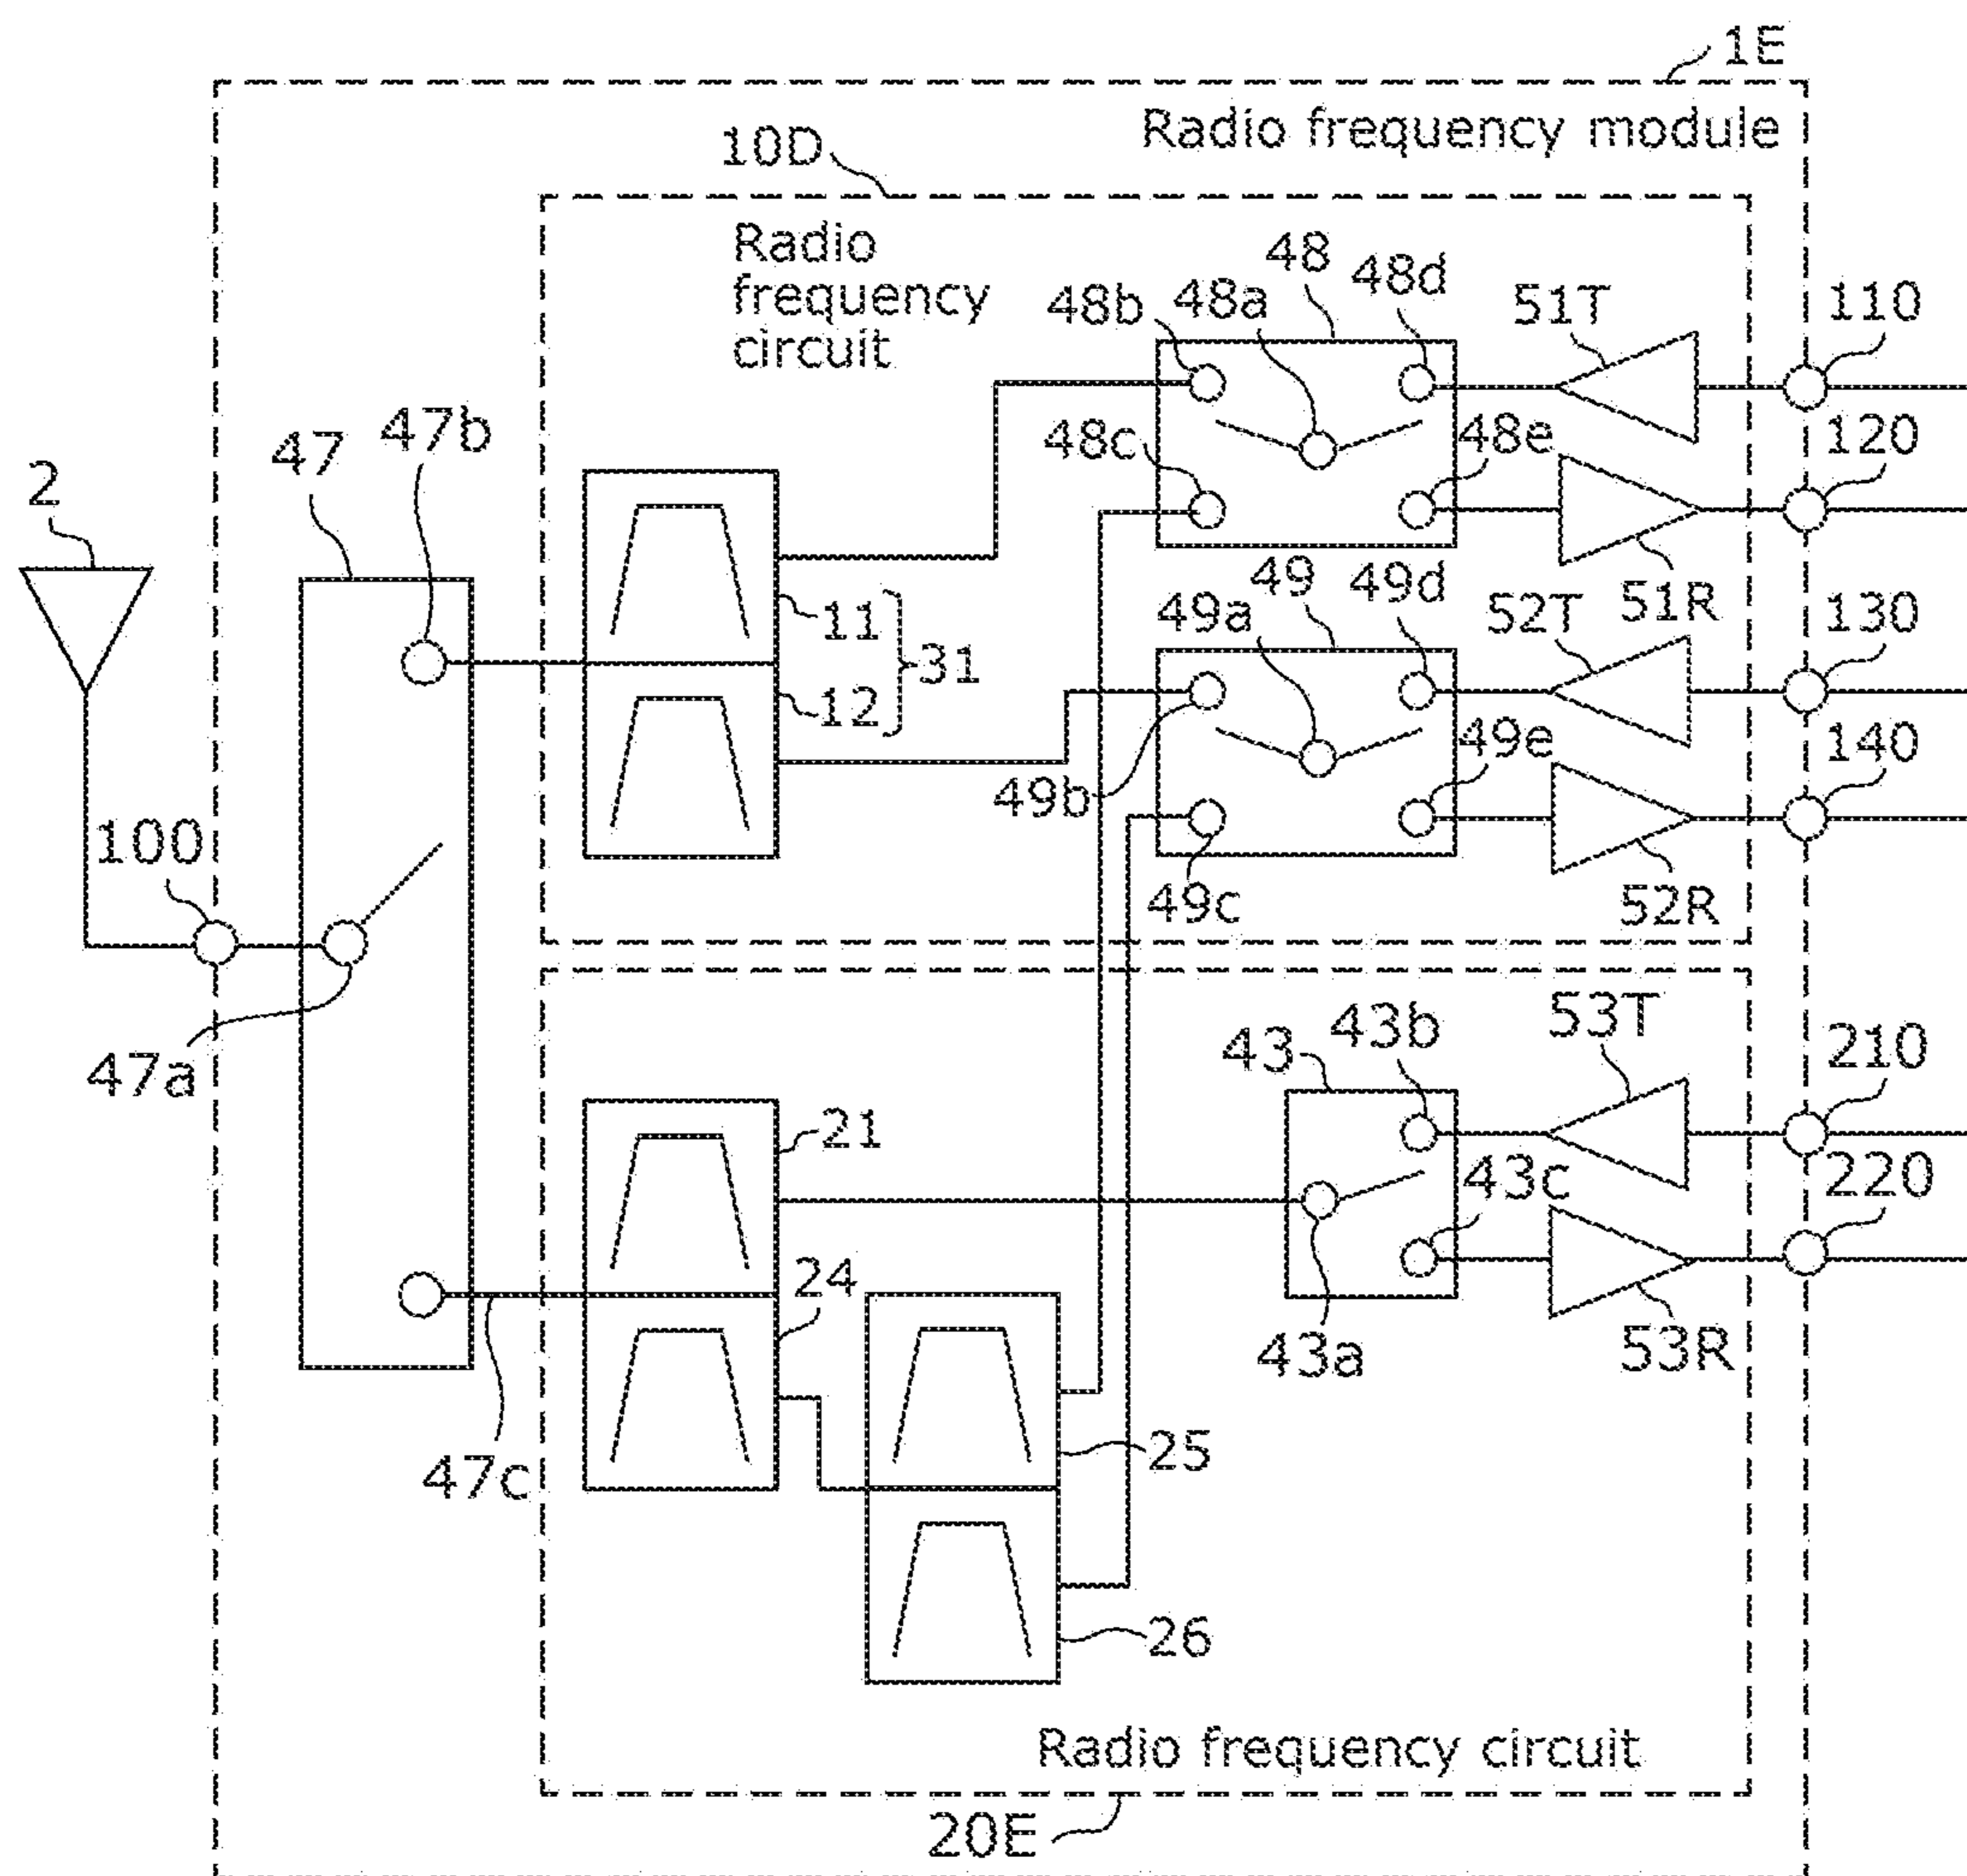 1E
Radio frequency module
10D
Radio
frequency
circuit
48
48b
48a
48d
51T
110
47b
47
48c
48e
120
2
49
49d
51R
11
49a
52T
130
31
12
49b
49e
140
100
49c
52R
47a
53T
43b
210
43
21
43c
220
24
43a
53R
47c
25
26
Radio frequency circuit
20E